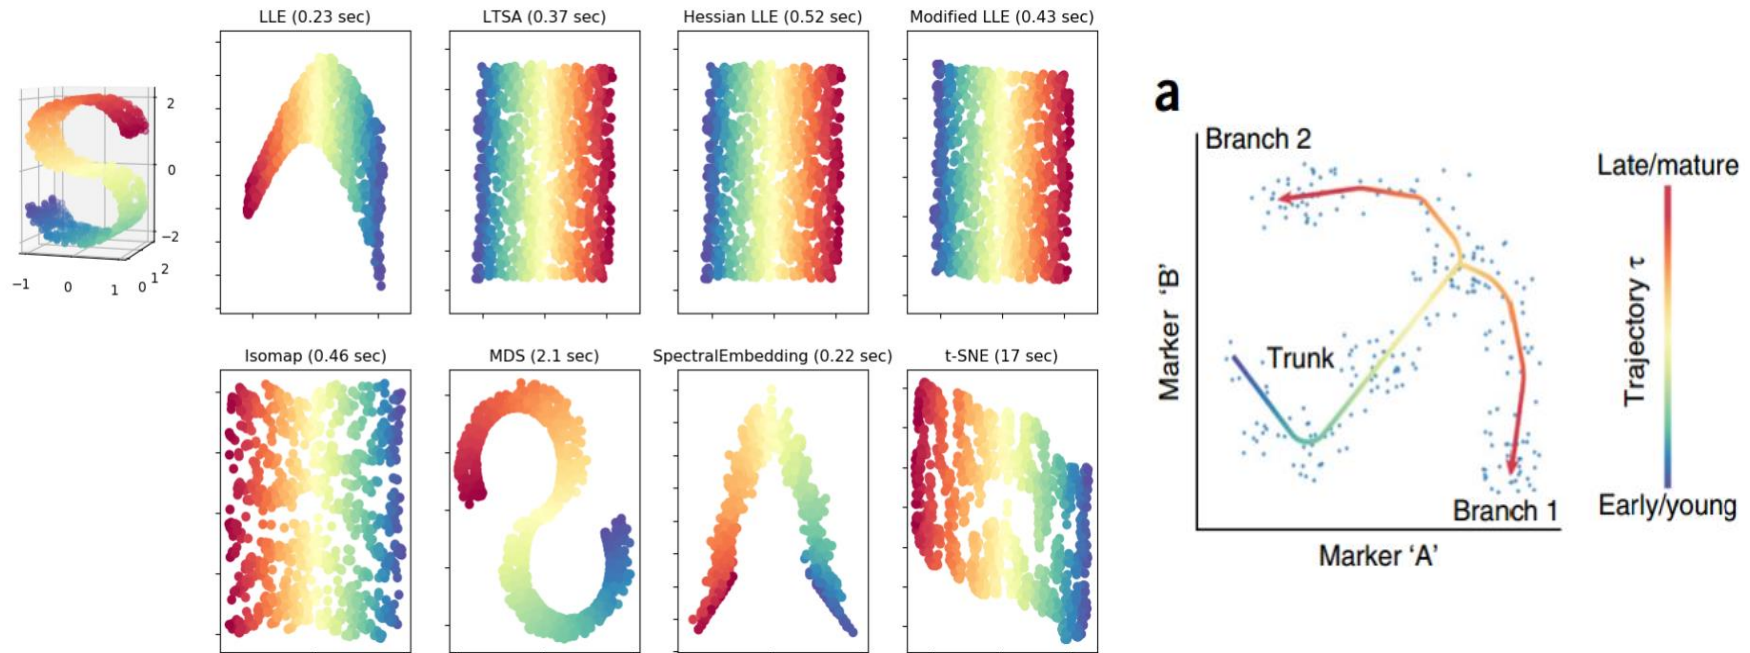 LLE (0.23 sec)
LTSA (0.37 sec)
Hessian LLE (0.52 sec)
Modified LLE (0.43 sec)
2
0
−2
−1
0
1
0
1
2
Isomap (0.46 sec)
MDS (2.1 sec)
SpectralEmbedding (0.22 sec)
t-SNE (17 sec)
a
Branch 2
Trunk
Branch 1
Marker 'B'
Marker 'A'
Late/mature
Trajectory τ
Early/young